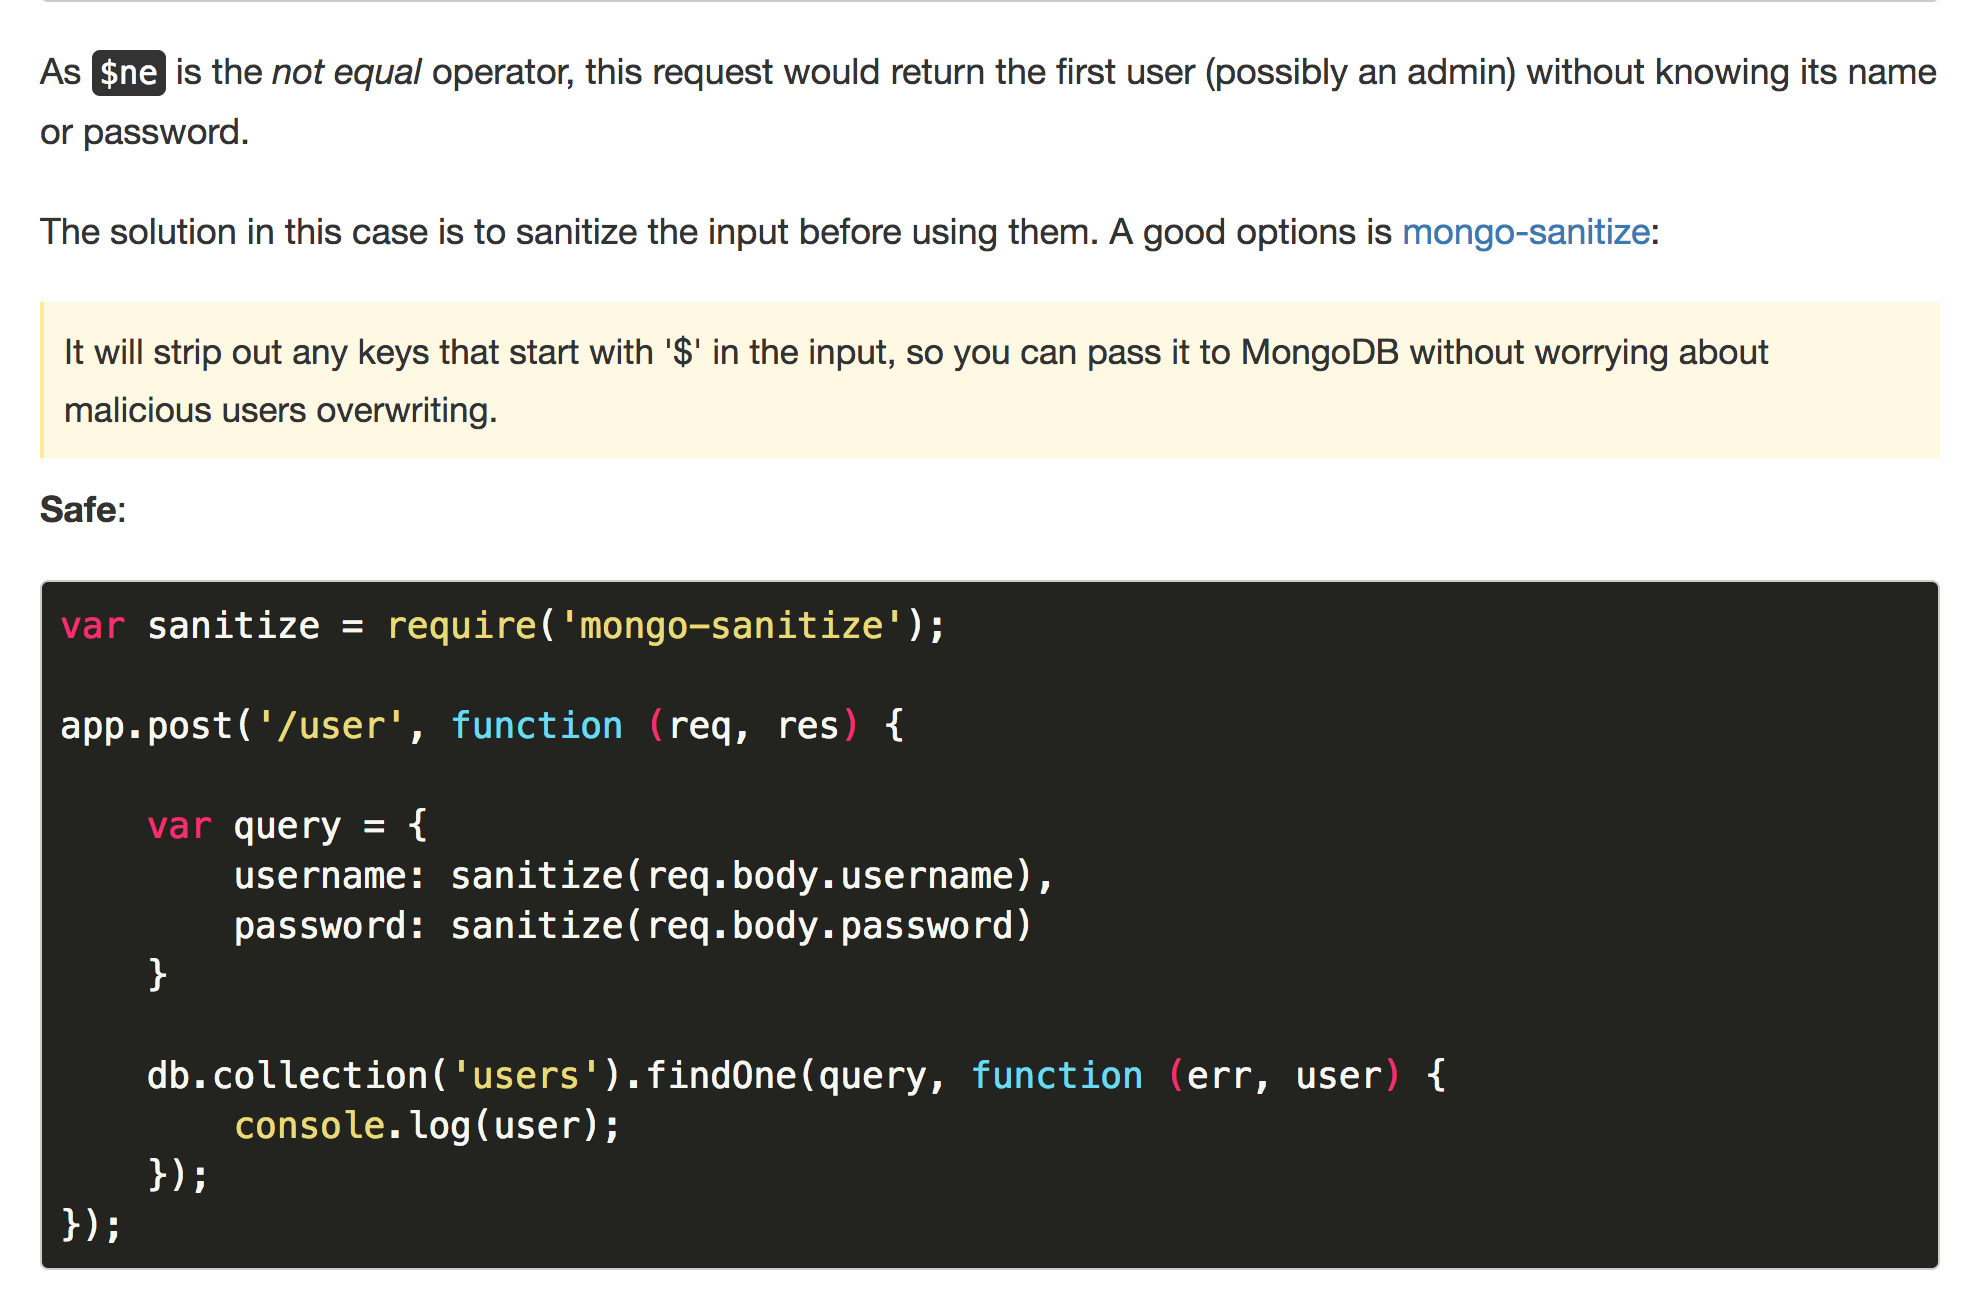 As $ne is the not equal operator, this request would return the first user (possibly an admin) without knowing its name
or password.
The solution in this case is to sanitize the input before using them. A good options is mongo-sanitize:
It will strip out any keys that start with '$' in the input, so you can pass it to MongoDB without worrying about
malicious users overwriting.
Safe:
var sanitize = require('mongo-sanitize');
app.post('/user', function (req, res) {
    var query = {
        username: sanitize(req.body.username),
        password: sanitize(req.body.password)
    }
    db.collection('users').findOne(query, function (err, user) {
        console.log(user);
    });
});